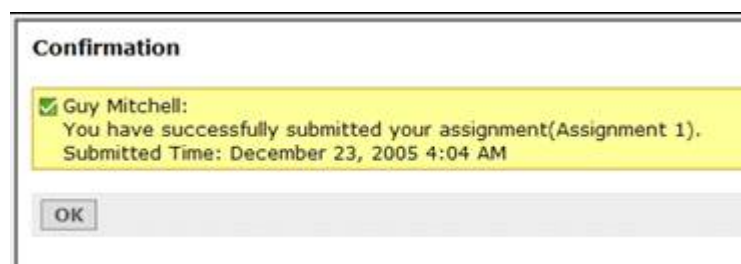 Confirmation
Guy Mitchell:
You have successfully submitted your assignment(Assignment 1).
Submitted Time: December 23, 2005 4:04 AM
OK